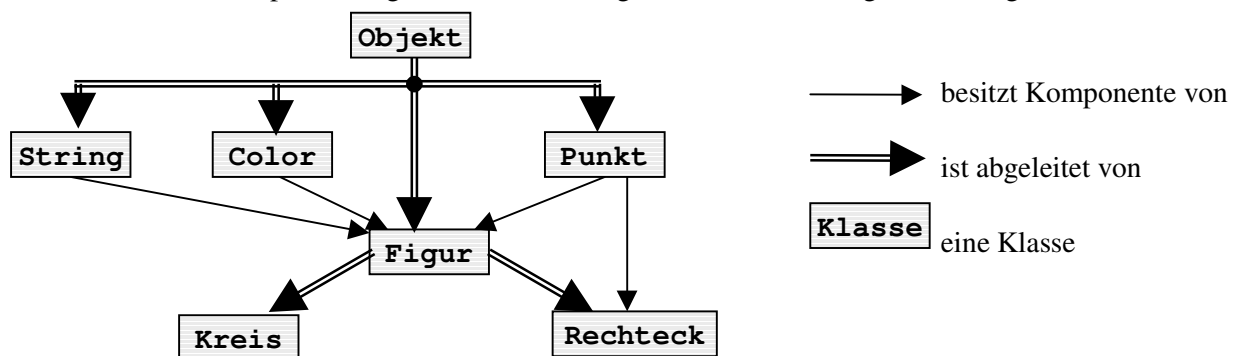 Objekt
String
Color
Punkt
Figur
Kreis
Rechteck
besitzt Komponente von
ist abgeleitet von
Klasse
eine Klasse